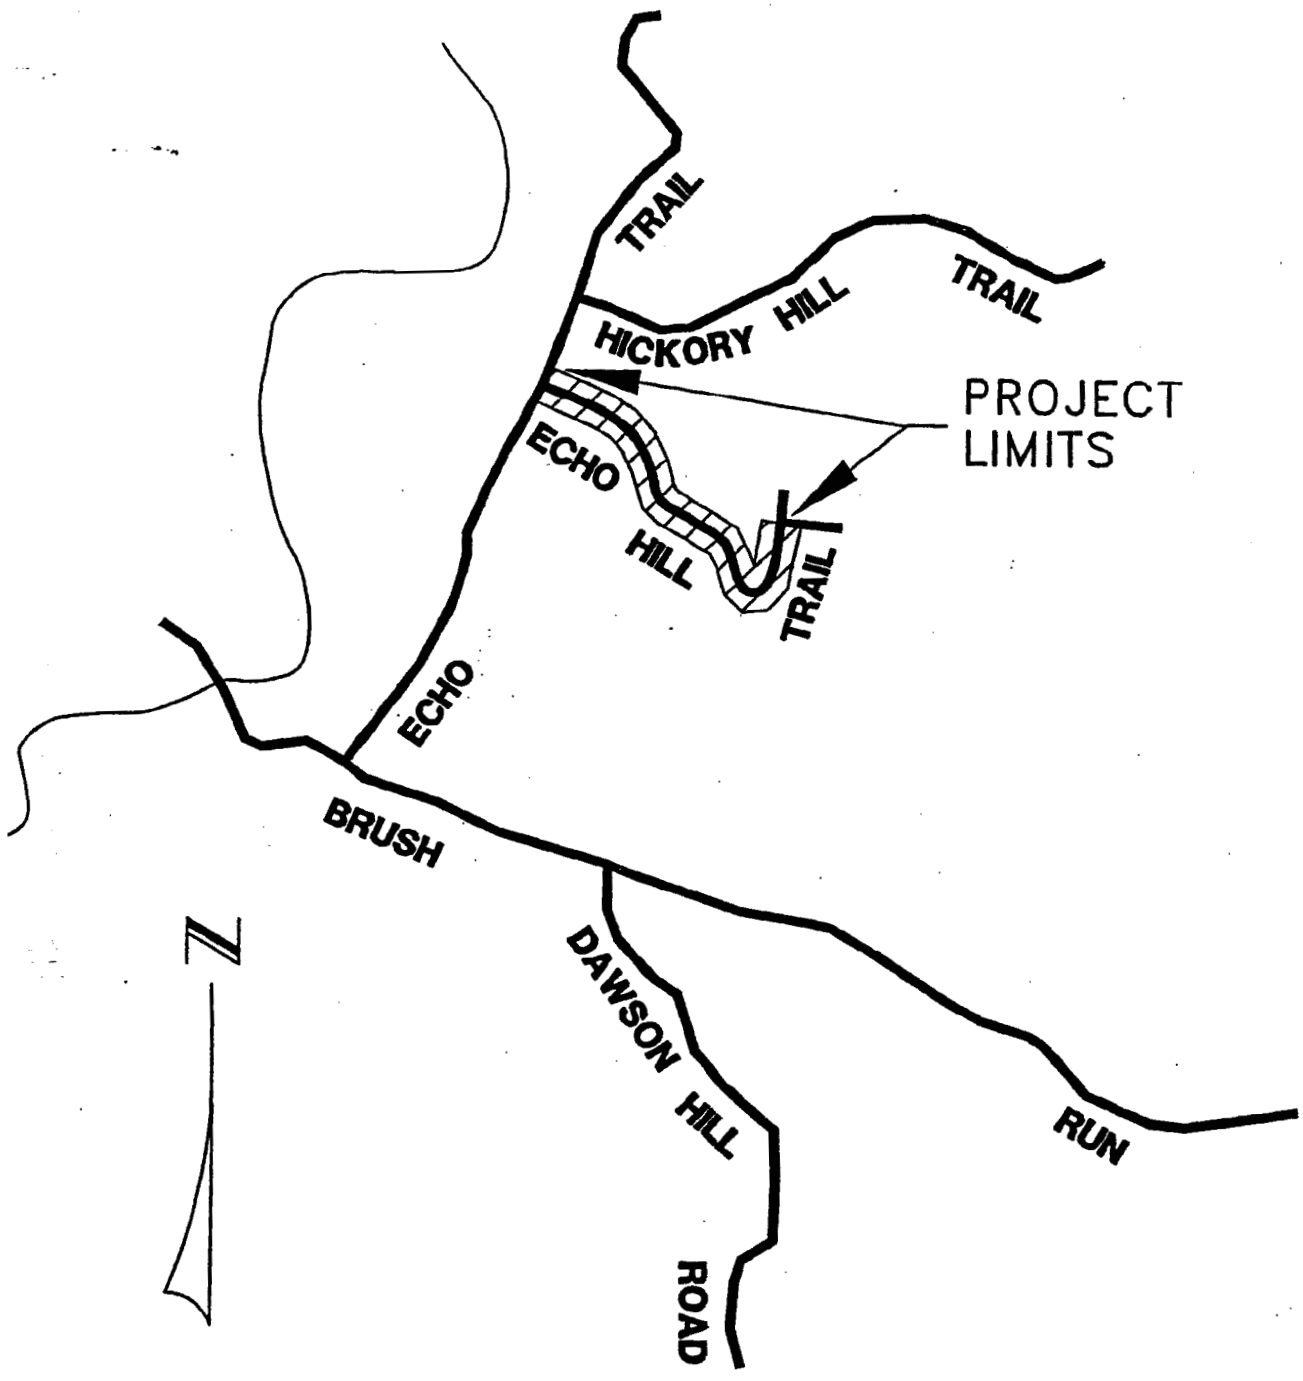 TRAIL
HICKORY HILL TRAIL
PROJECT
LIMITS
ECHO HILL TRAIL
ECHO
BRUSH RUN
DAWSON HILL ROAD
N